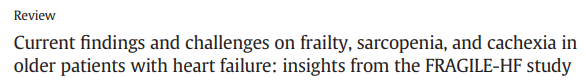 Review
Current findings and challenges on frailty, sarcopenia, and cachexia in
older patients with heart failure: insights from the FRAGILE-HF study